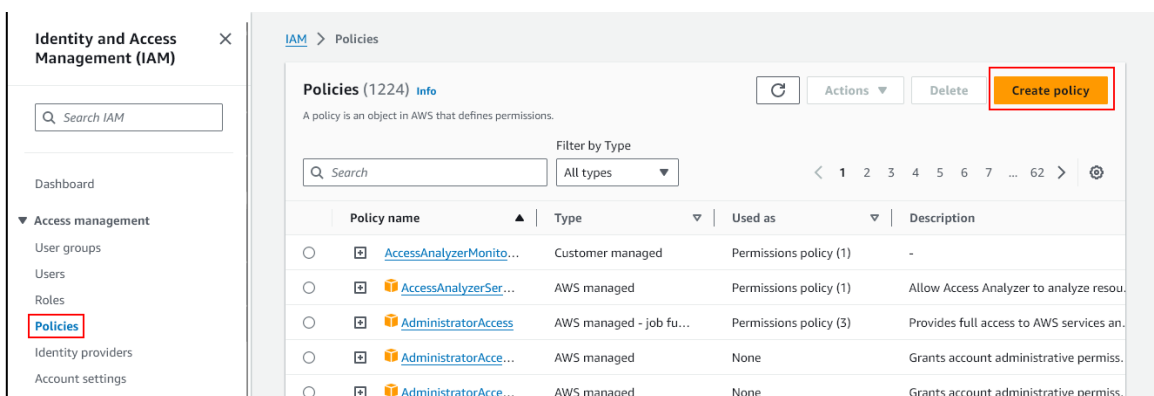 Identity and Access
Management (IAM)
Search IAM
Dashboard
Access management
User groups
Users
Roles
Policies
Identity providers
Account settings
IAM > Policies
Policies (1224) Info
A policy is an object in AWS that defines permissions.
Actions
Delete
Create policy
Filter by Type
Search
All types
1 2 3 4 5 6 7 ... 62
Policy name Type Used as Description
AccessAnalyzerMonito... Customer managed Permissions policy (1) -
AccessAnalyzerSer... AWS managed Permissions policy (1) Allow Access Analyzer to analyze resou.
AdministratorAccess AWS managed - job fu... Permissions policy (3) Provides full access to AWS services an.
AdministratorAcce... AWS managed None Grants account administrative permiss.
AdministratorAcce... AWS managed None Grants account administrative permiss.